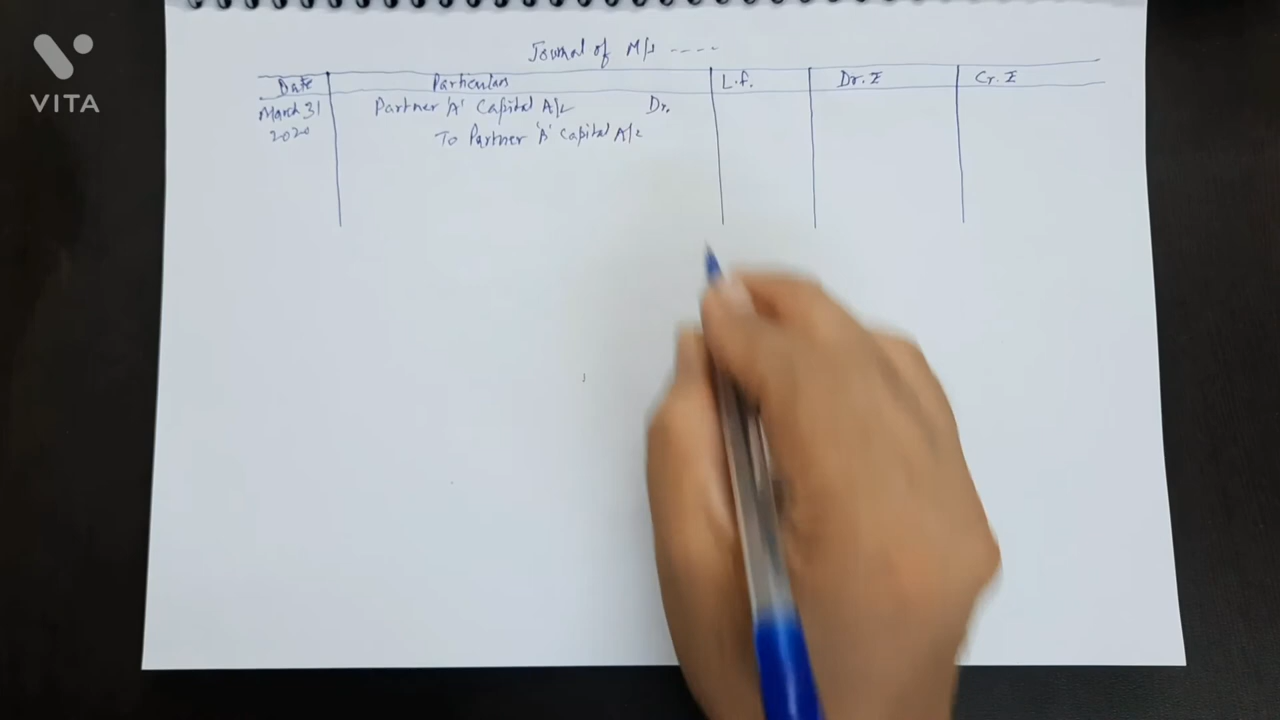 VITA
Journal of M/s ----
Date Particulars L.f. Dr. ₹ Cr. ₹
March 31 Partner 'A' Capital A/c Dr.
2020 To Partner 'B' Capital A/c